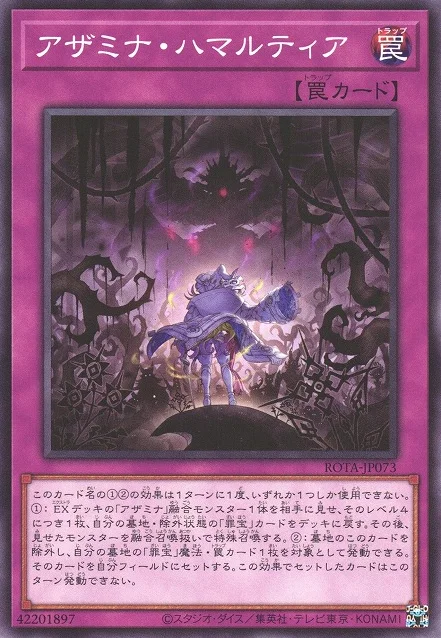 アザミナ・ハマルティア
トラップ
罠
トラップ
【罠カード】
ROTA-JP073
このカード名の①②の効果は1ターンに1度、いずれか1つしか使用できない。
①：EXデッキの「アザミナ」融合モンスター1体を相手に見せ、そのレベル4
につき1枚、自分の墓地・除外状態の「罪宝」カードをデッキに戻す。その後、
見せたモンスターを融合召喚扱いで特殊召喚する。②：墓地のこのカードを
除外し、自分の墓地の「罪宝」魔法・罠カード1枚を対象として発動できる。
そのカードを自分フィールドにセットする。この効果でセットしたカードはこの
ターン発動できない。
42201897
©スタジオ・ダイス／集英社・テレビ東京・KONAMI